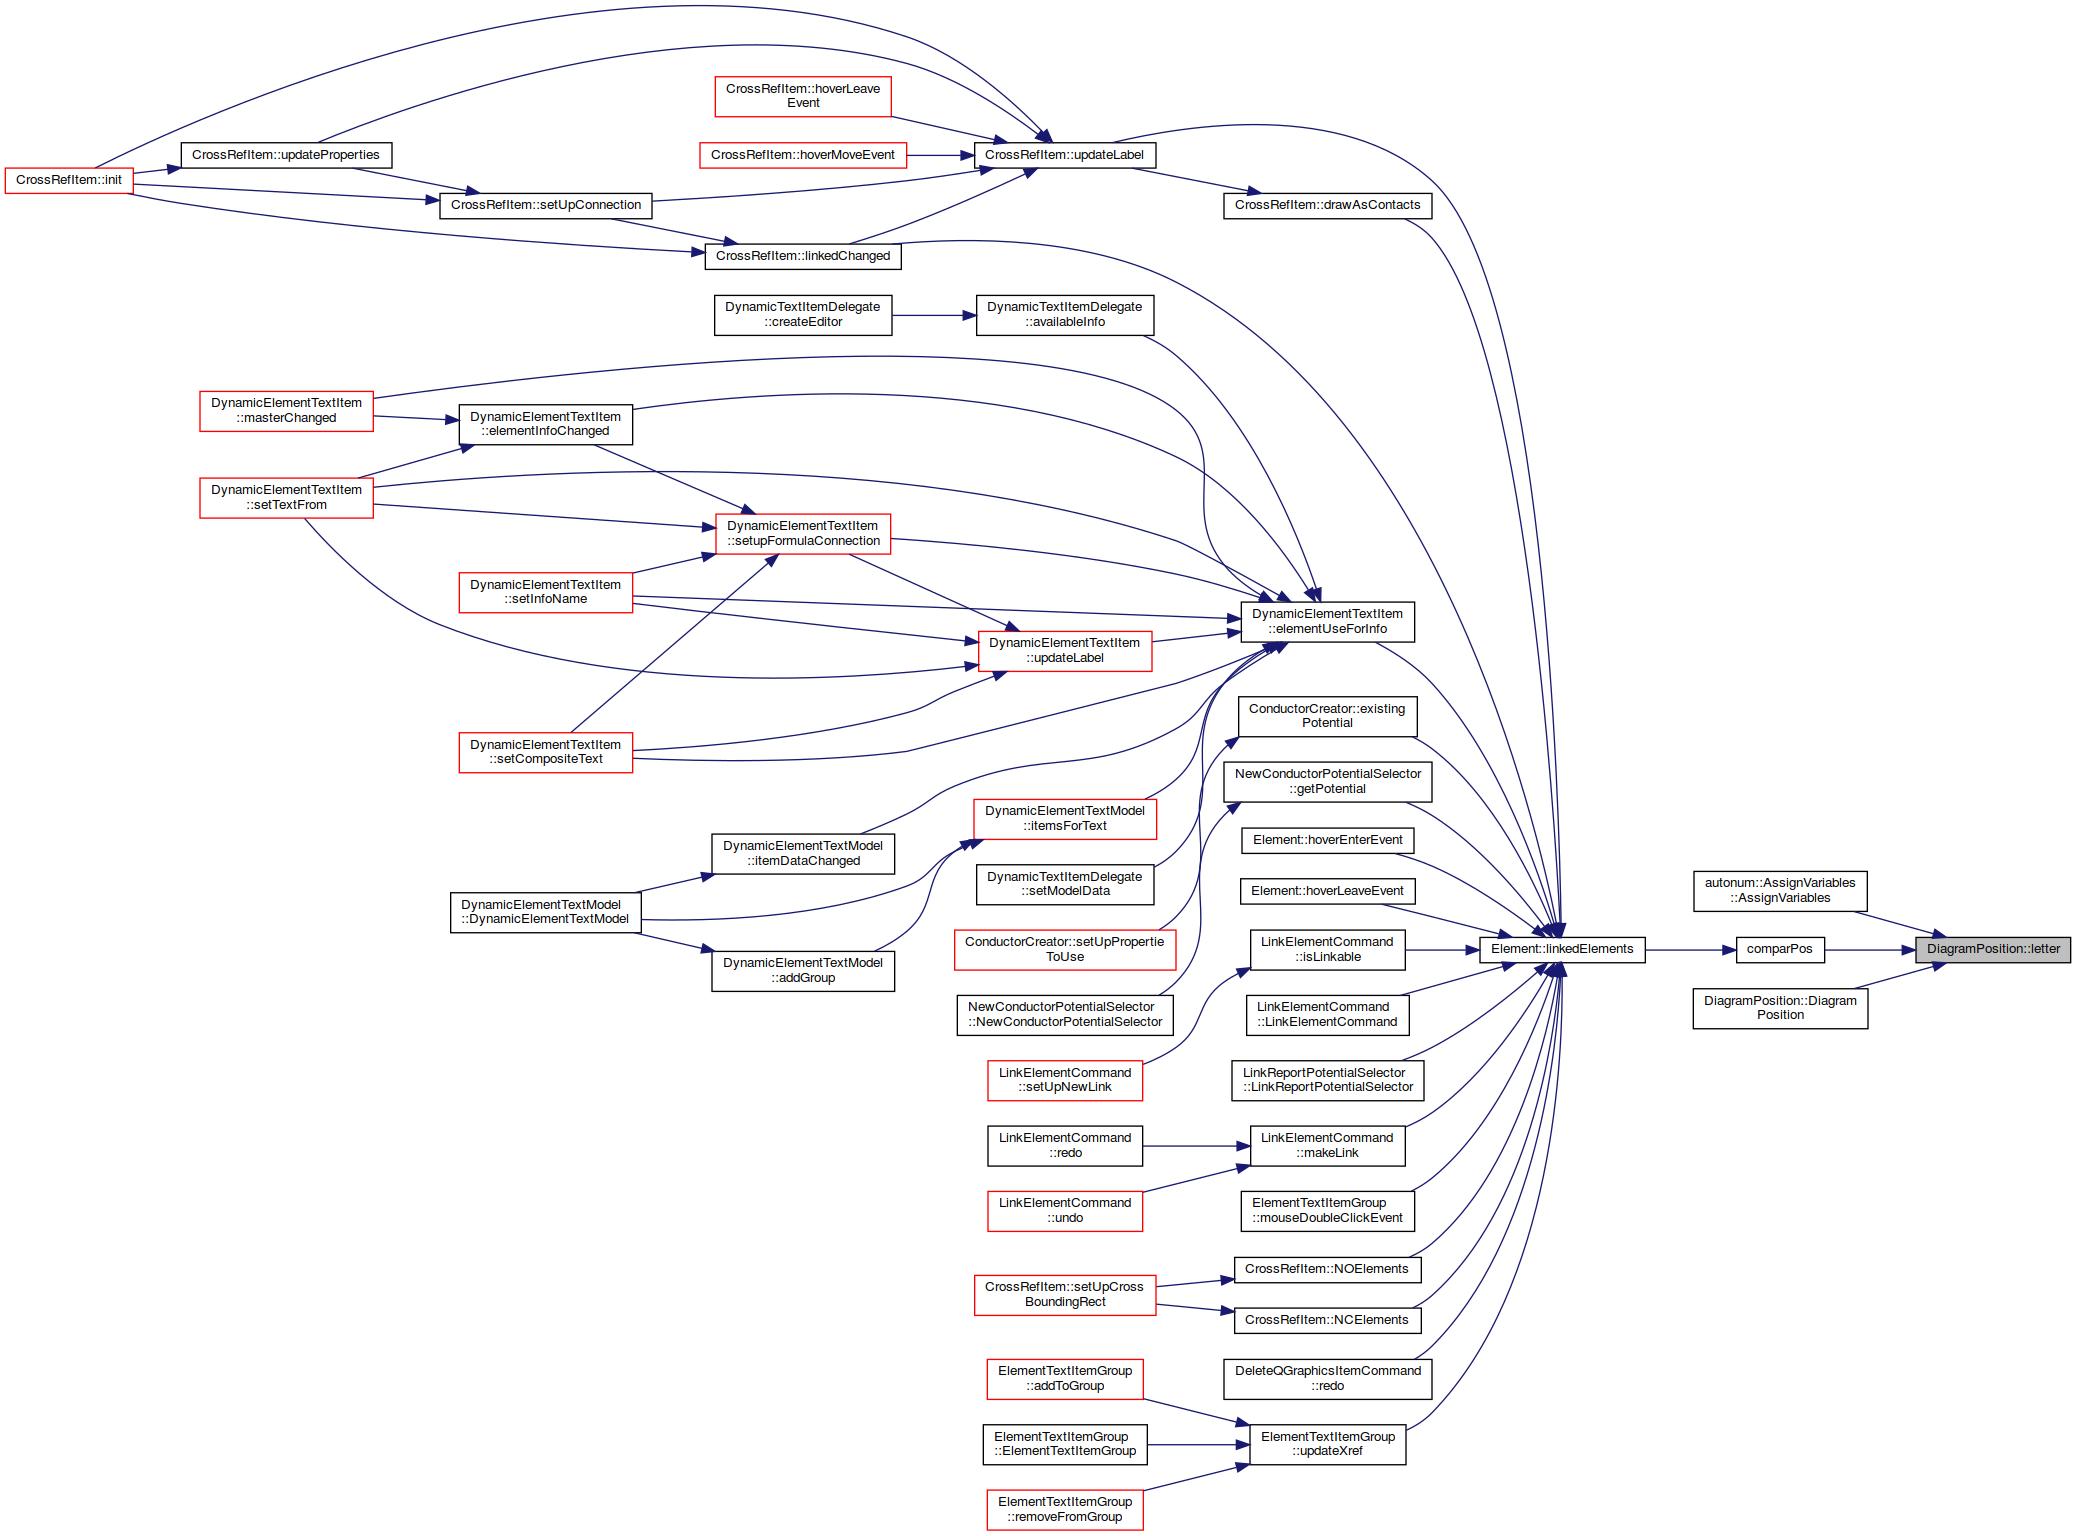 CrossRefItem::hoverLeave
Event
CrossRefItem::updateProperties
CrossRefItem::hoverMoveEvent
CrossRefItem::updateLabel
CrossRefItem::init
CrossRefItem::setUpConnection
CrossRefItem::drawAsContacts
CrossRefItem::linkedChanged
DynamicTextItemDelegate
::createEditor
DynamicTextItemDelegate
::availableInfo
DynamicElementTextItem
::masterChanged
DynamicElementTextItem
::elementInfoChanged
DynamicElementTextItem
::setTextFrom
DynamicElementTextItem
::setupFormulaConnection
DynamicElementTextItem
::setInfoName
DynamicElementTextItem
::elementUseForInfo
DynamicElementTextItem
::updateLabel
ConductorCreator::existing
Potential
DynamicElementTextItem
::setCompositeText
NewConductorPotentialSelector
::getPotential
DynamicElementTextModel
::itemsForText
Element::hoverEnterEvent
DynamicElementTextModel
::itemDataChanged
DynamicTextItemDelegate
::setModelData
Element::hoverLeaveEvent
autonum::AssignVariables
::AssignVariables
DynamicElementTextModel
::DynamicElementTextModel
ConductorCreator::setUpPropertie
ToUse
LinkElementCommand
::isLinkable
Element::linkedElements
comparPos
DiagramPosition::letter
DynamicElementTextModel
::addGroup
NewConductorPotentialSelector
::NewConductorPotentialSelector
LinkElementCommand
::LinkElementCommand
DiagramPosition::Diagram
Position
LinkElementCommand
::setUpNewLink
LinkReportPotentialSelector
::LinkReportPotentialSelector
LinkElementCommand
::redo
LinkElementCommand
::makeLink
LinkElementCommand
::undo
ElementTextItemGroup
::mouseDoubleClickEvent
CrossRefItem::NOElements
CrossRefItem::setUpCross
BoundingRect
CrossRefItem::NCElements
ElementTextItemGroup
::addToGroup
DeleteQGraphicsItemCommand
::redo
ElementTextItemGroup
::ElementTextItemGroup
ElementTextItemGroup
::updateXref
ElementTextItemGroup
::removeFromGroup